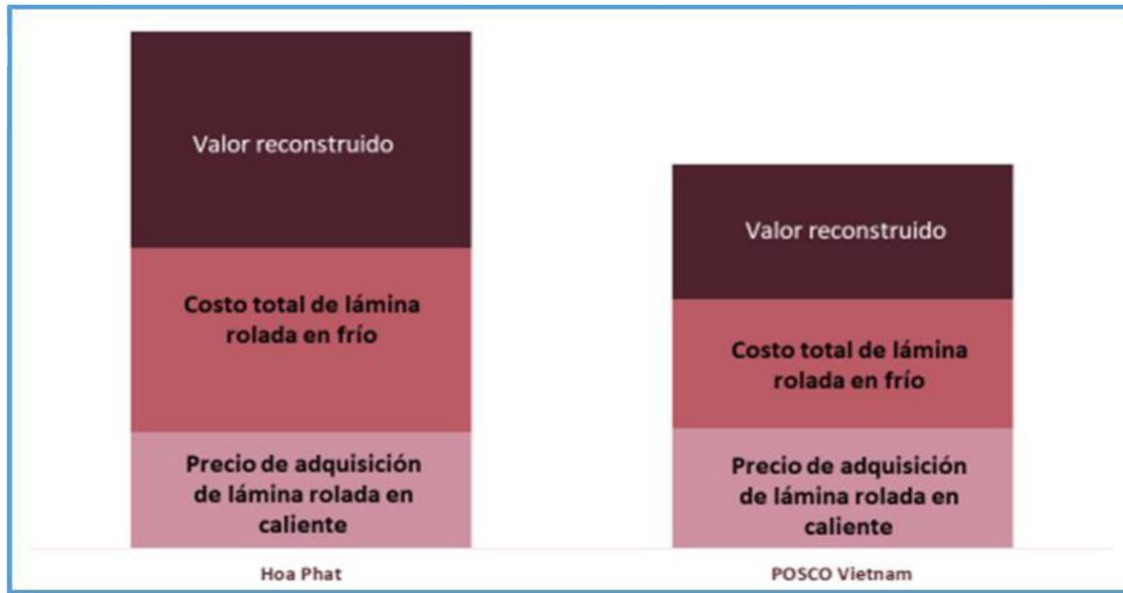 Valor reconstruido
Costo total de lámina
rolada en frío
Precio de adquisición
de lámina rolada en
caliente
Hoa Phat
Valor reconstruido
Costo total de lámina
rolada en frío
Precio de adquisición
de lámina rolada en
caliente
POSCO Vietnam